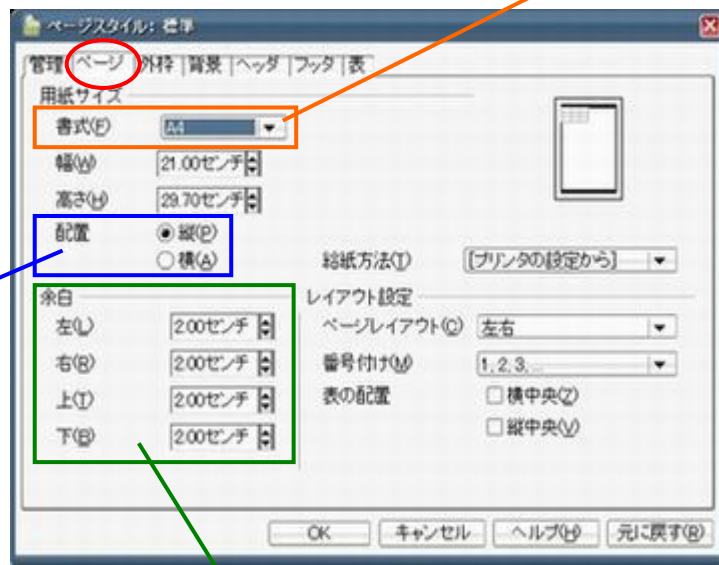 ページスタイル: 標準
管理 ページ 外枠 背景 ヘッダ フッタ 表
用紙サイズ
書式(F) A4
幅(W) 21.00センチ
高さ(H) 29.70センチ
配置 縦(P)
横(A) 給紙方法(T) [プリンタの設定から]
余白 レイアウト設定
左(L) 2.00センチ ページレイアウト(C) 左右
右(R) 2.00センチ 番号付け(M) 1, 2, 3, ...
上(T) 2.00センチ 表の配置 横中央(Z)
下(B) 2.00センチ 縦中央(V)
OK キャンセル ヘルプ(H) 元に戻す(R)